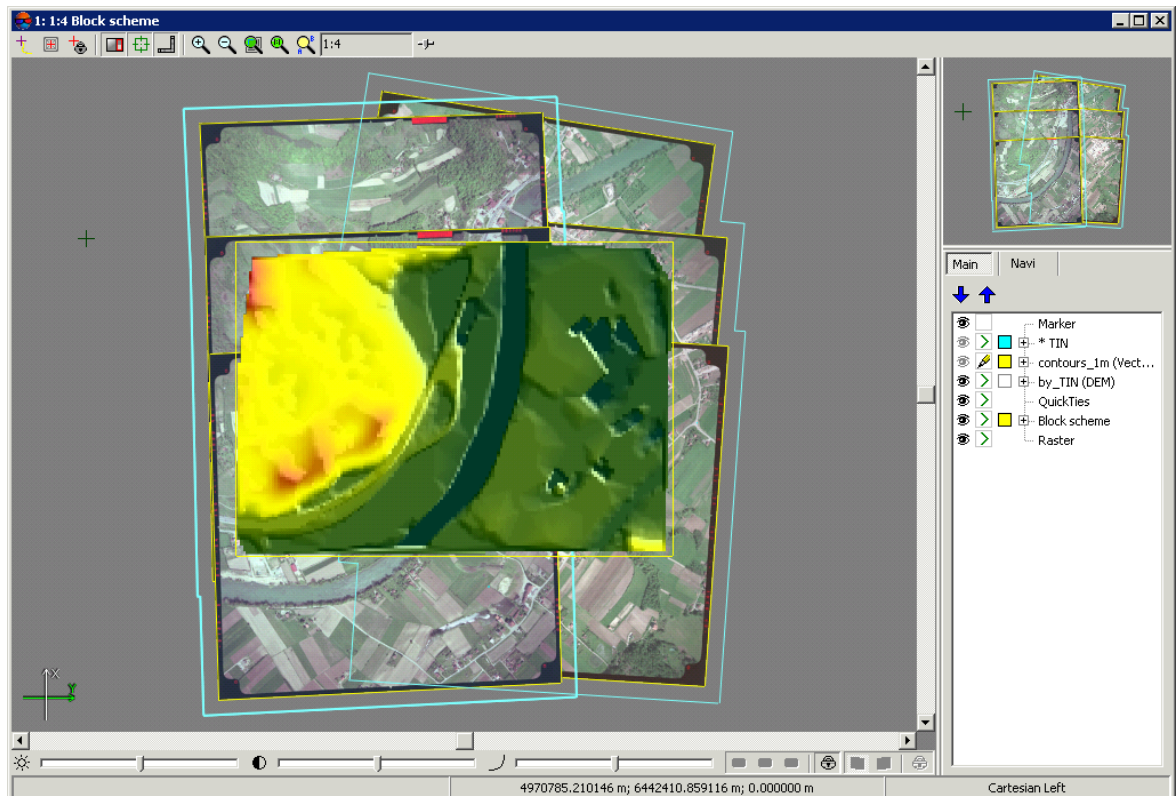 1: 1:4 Block scheme
A B
1:4
Main Navi
Marker
* TIN
contours_1m (Vect...
by_TIN (DEM)
QuickTies
Block scheme
Raster
X
Y
4970785.210146 m; 6442410.859116 m; 0.000000 m
Cartesian Left